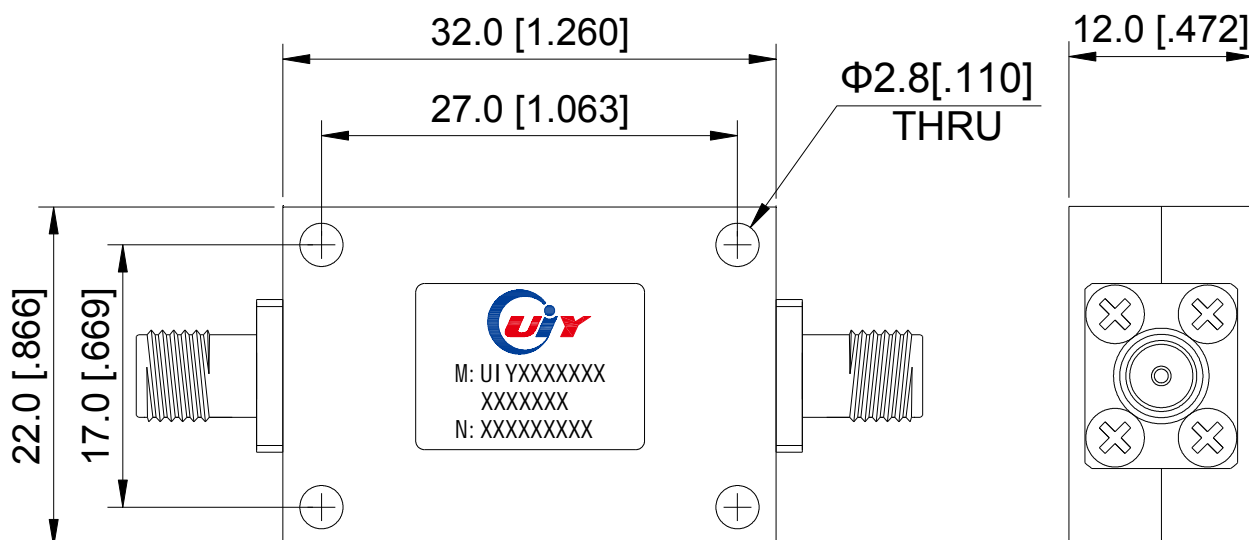 32.0 [1.260]
12.0 [.472]
27.0 [1.063]
Φ2.8[.110]
THRU
22.0 [.866]
17.0 [.669]
UiY
M: UIYXXXXXXX
XXXXXXX
N: XXXXXXXXX